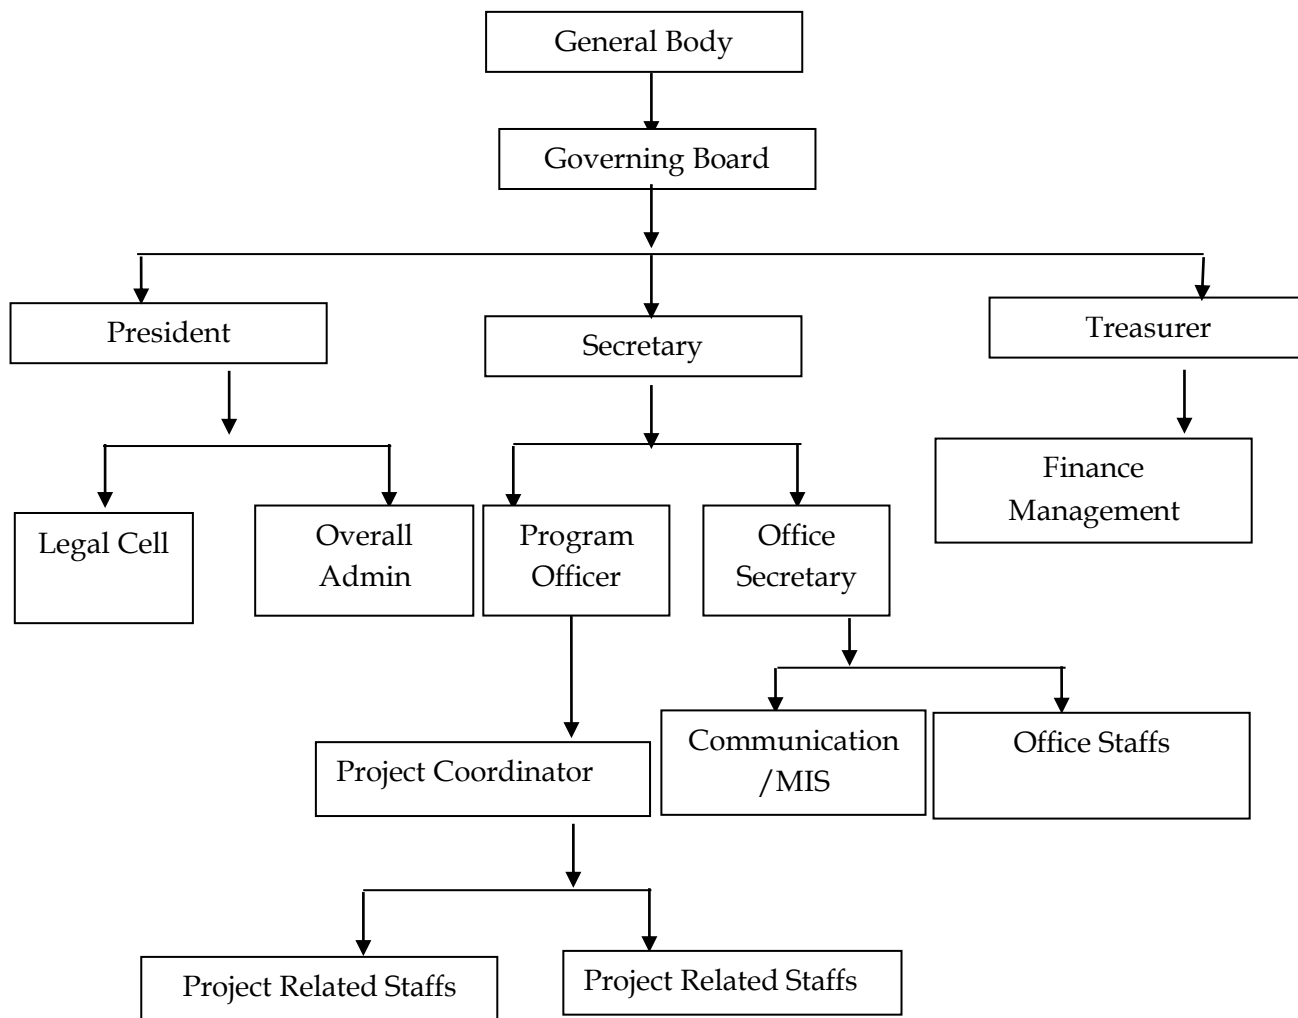 General Body
Governing Board
President
Secretary
Treasurer
Legal Cell
Overall
Admin
Program
Officer
Office
Secretary
Finance
Management
Project Coordinator
Communication
/MIS
Office Staffs
Project Related Staffs
Project Related Staffs